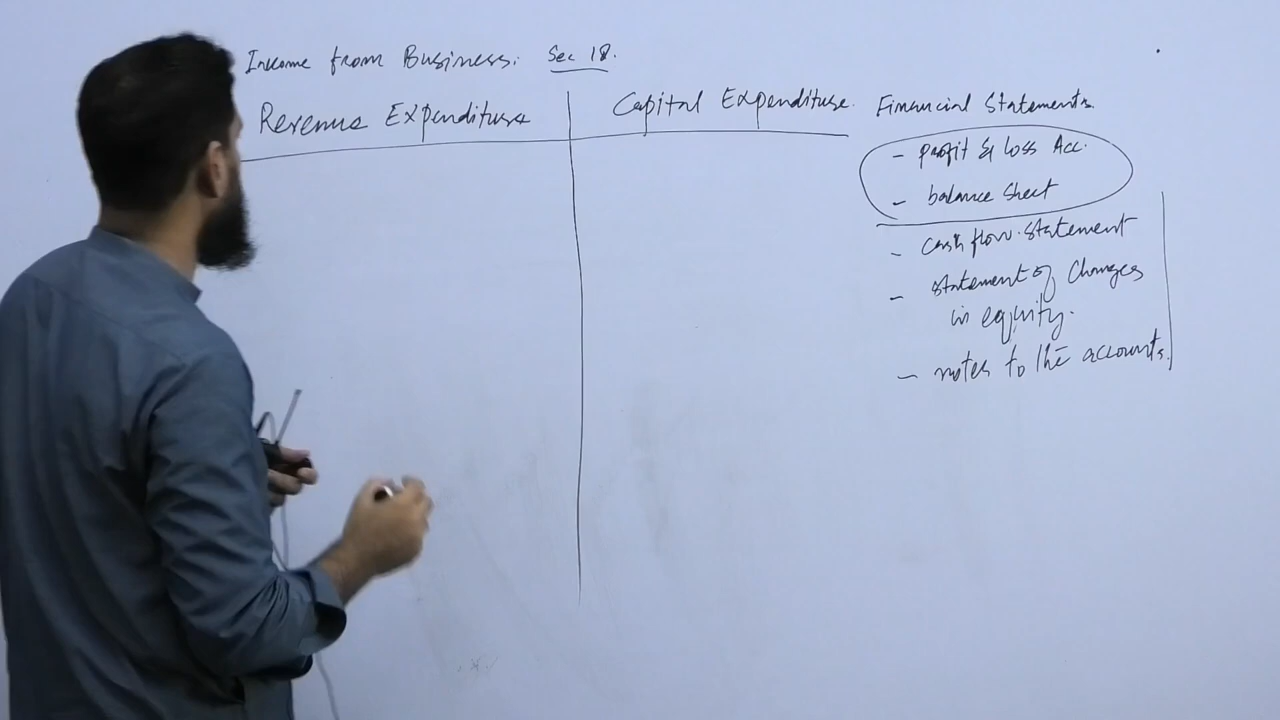 Income from Business. Sec 18.
Revenue Expenditure
Capital Expenditure.
Financial Statements.
- profit & loss Acc.
- balance sheet
- cash flow statement
- statement of changes
in equity.
- notes to the accounts.